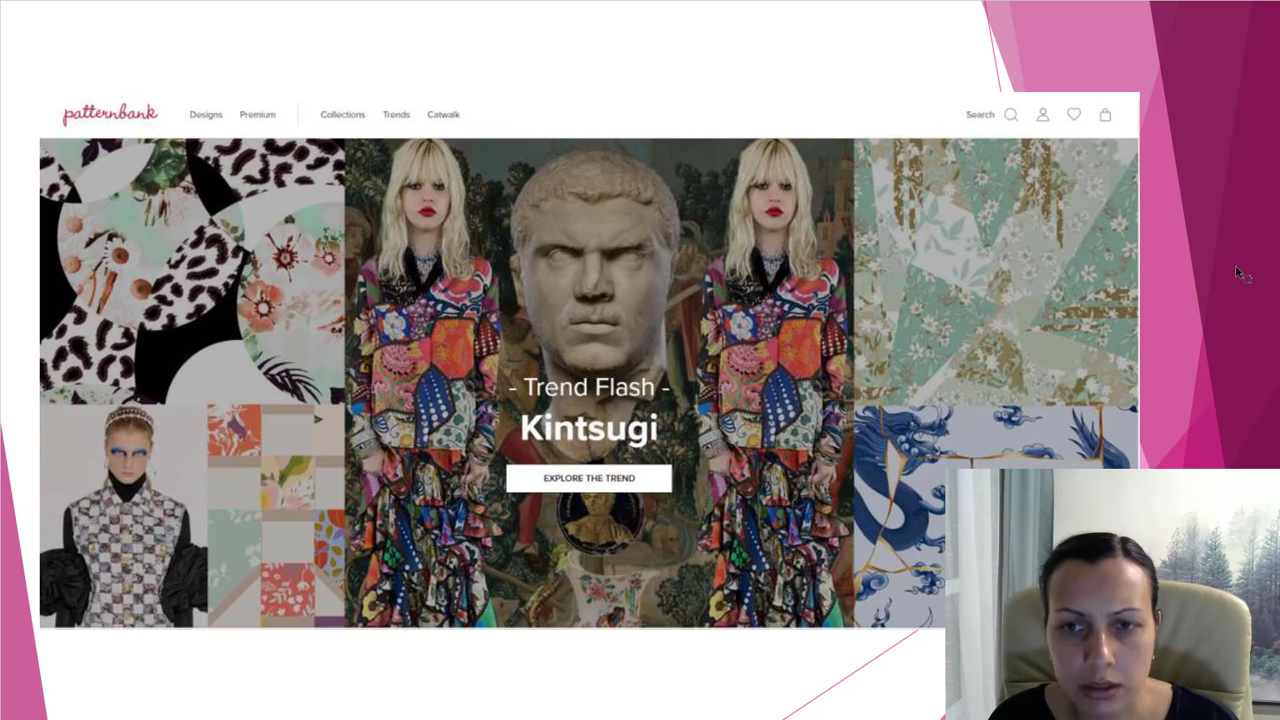 patternbank
Designs Premium Collections Trends Catwalk Search
- Trend Flash -
Kintsugi
EXPLORE THE TREND